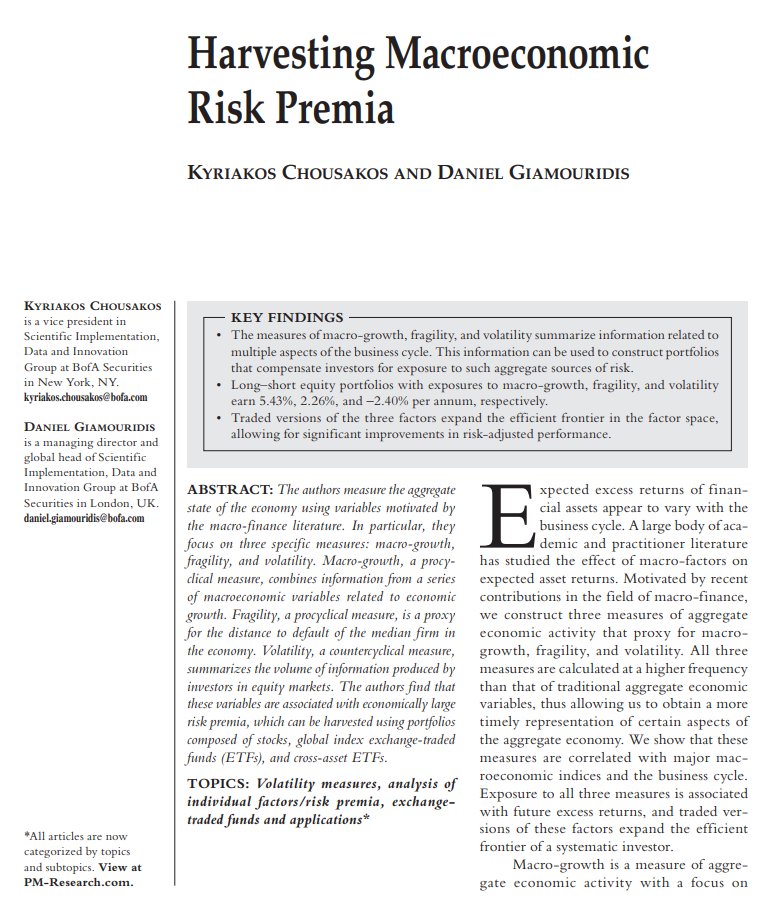 Harvesting Macroeconomic
Risk Premia
KYRIAKOS CHOUSAKOS AND DANIEL GIAMOURIDIS
KYRIAKOS CHOUSAKOS
is a vice president in
Scientific Implementation,
Data and Innovation
Group at BofA Securities
in New York, NY.
kyriakos.chousakos@bofa.com
DANIEL GIAMOURIDIS
is a managing director and
global head of Scientific
Implementation, Data and
Innovation Group at BofA
Securities in London, UK.
daniel.giamouridis@bofa.com
*All articles are now
categorized by topics
and subtopics. View at
PM-Research.com.
KEY FINDINGS
• The measures of macro-growth, fragility, and volatility summarize information related to
multiple aspects of the business cycle. This information can be used to construct portfolios
that compensate investors for exposure to such aggregate sources of risk.
• Long–short equity portfolios with exposures to macro-growth, fragility, and volatility
earn 5.43%, 2.26%, and −2.40% per annum, respectively.
• Traded versions of the three factors expand the efficient frontier in the factor space,
allowing for significant improvements in risk-adjusted performance.
ABSTRACT: The authors measure the aggregate
state of the economy using variables motivated by
the macro-finance literature. In particular, they
focus on three specific measures: macro-growth,
fragility, and volatility. Macro-growth, a procy-
clical measure, combines information from a series
of macroeconomic variables related to economic
growth. Fragility, a procyclical measure, is a proxy
for the distance to default of the median firm in
the economy. Volatility, a countercyclical measure,
summarizes the volume of information produced by
investors in equity markets. The authors find that
these variables are associated with economically large
risk premia, which can be harvested using portfolios
composed of stocks, global index exchange-traded
funds (ETFs), and cross-asset ETFs.
TOPICS: Volatility measures, analysis of
individual factors/risk premia, exchange-
traded funds and applications*
Expected excess returns of finan-
cial assets appear to vary with the
business cycle. A large body of aca-
demic and practitioner literature
has studied the effect of macro-factors on
expected asset returns. Motivated by recent
contributions in the field of macro-finance,
we construct three measures of aggregate
economic activity that proxy for macro-
growth, fragility, and volatility. All three
measures are calculated at a higher frequency
than that of traditional aggregate economic
variables, thus allowing us to obtain a more
timely representation of certain aspects of
the aggregate economy. We show that these
measures are correlated with major mac-
roeconomic indices and the business cycle.
Exposure to all three measures is associated
with future excess returns, and traded ver-
sions of these factors expand the efficient
frontier of a systematic investor.
Macro-growth is a measure of aggre-
gate economic activity with a focus on